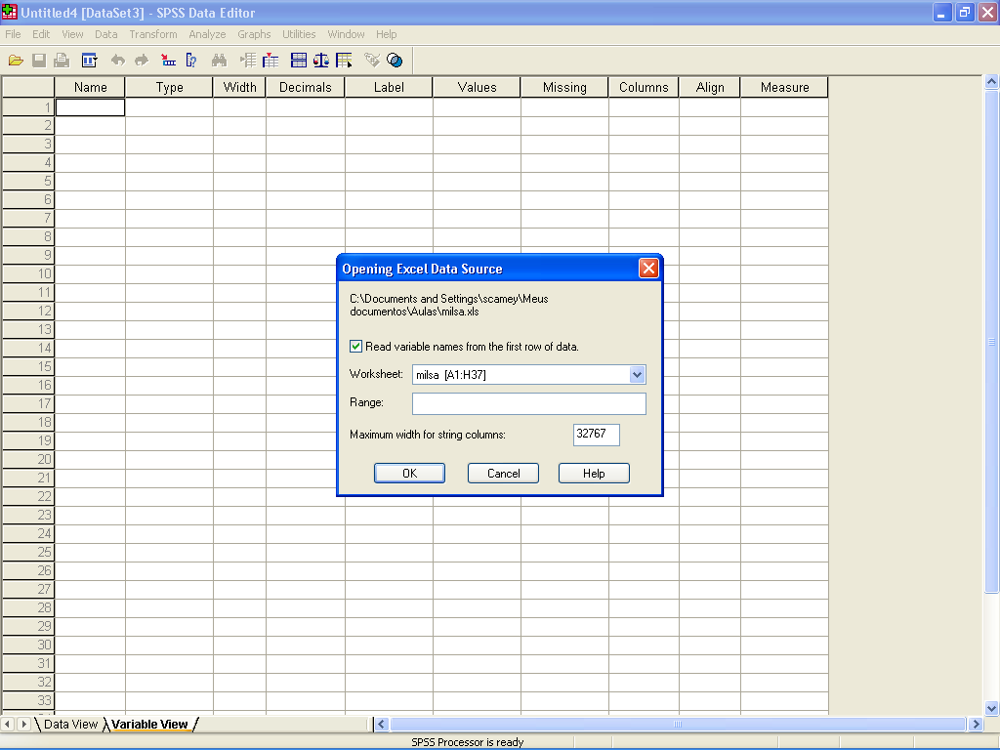 Untitled4 [DataSet3] - SPSS Data Editor
File Edit View Data Transform Analyze Graphs Utilities Window Help
Name Type Width Decimals Label Values Missing Columns Align Measure
1
2
3
4
5
6
7
8
9
10
11
12
13
14
15
16
17
18
19
20
21
22
23
24
25
26
27
28
29
30
31
32
33
Opening Excel Data Source
C:\Documents and Settings\scamey\Meus
documentos\Aulas\milsa.xls
Read variable names from the first row of data.
Worksheet: milsa [A1:H37]
Range:
Maximum width for string columns: 32767
OK Cancel Help
Data View Variable View
SPSS Processor is ready